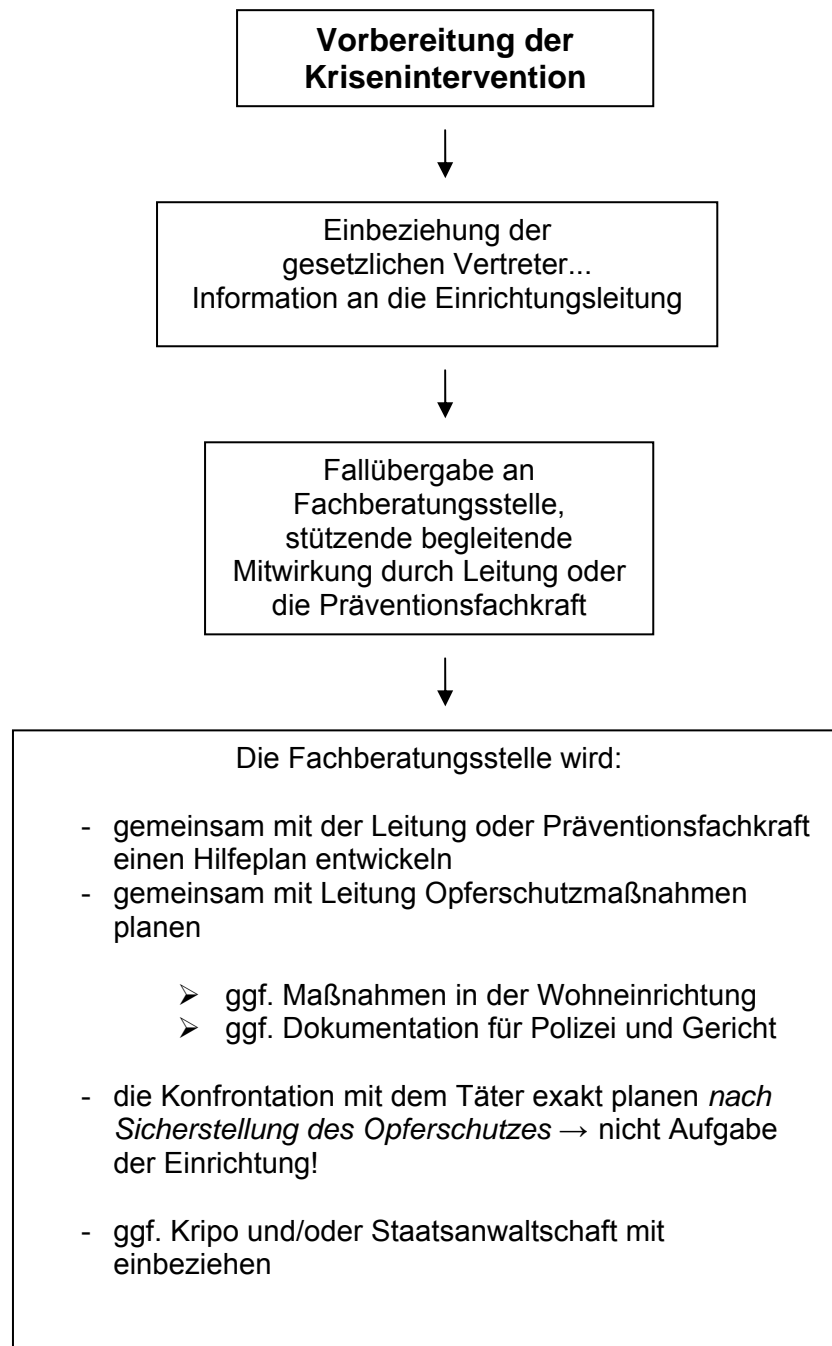 Vorbereitung der
Krisenintervention
Einbeziehung der
gesetzlichen Vertreter...
Information an die Einrichtungsleitung
Fallübergabe an
Fachberatungsstelle,
stützende begleitende
Mitwirkung durch Leitung oder
die Präventionsfachkraft
Die Fachberatungsstelle wird:
- gemeinsam mit der Leitung oder Präventionsfachkraft
einen Hilfeplan entwickeln
- gemeinsam mit Leitung Opferschutzmaßnahmen
planen
➢ ggf. Maßnahmen in der Wohneinrichtung
➢ ggf. Dokumentation für Polizei und Gericht
- die Konfrontation mit dem Täter exakt planen nach
Sicherstellung des Opferschutzes → nicht Aufgabe
der Einrichtung!
- ggf. Kripo und/oder Staatsanwaltschaft mit
einbeziehen